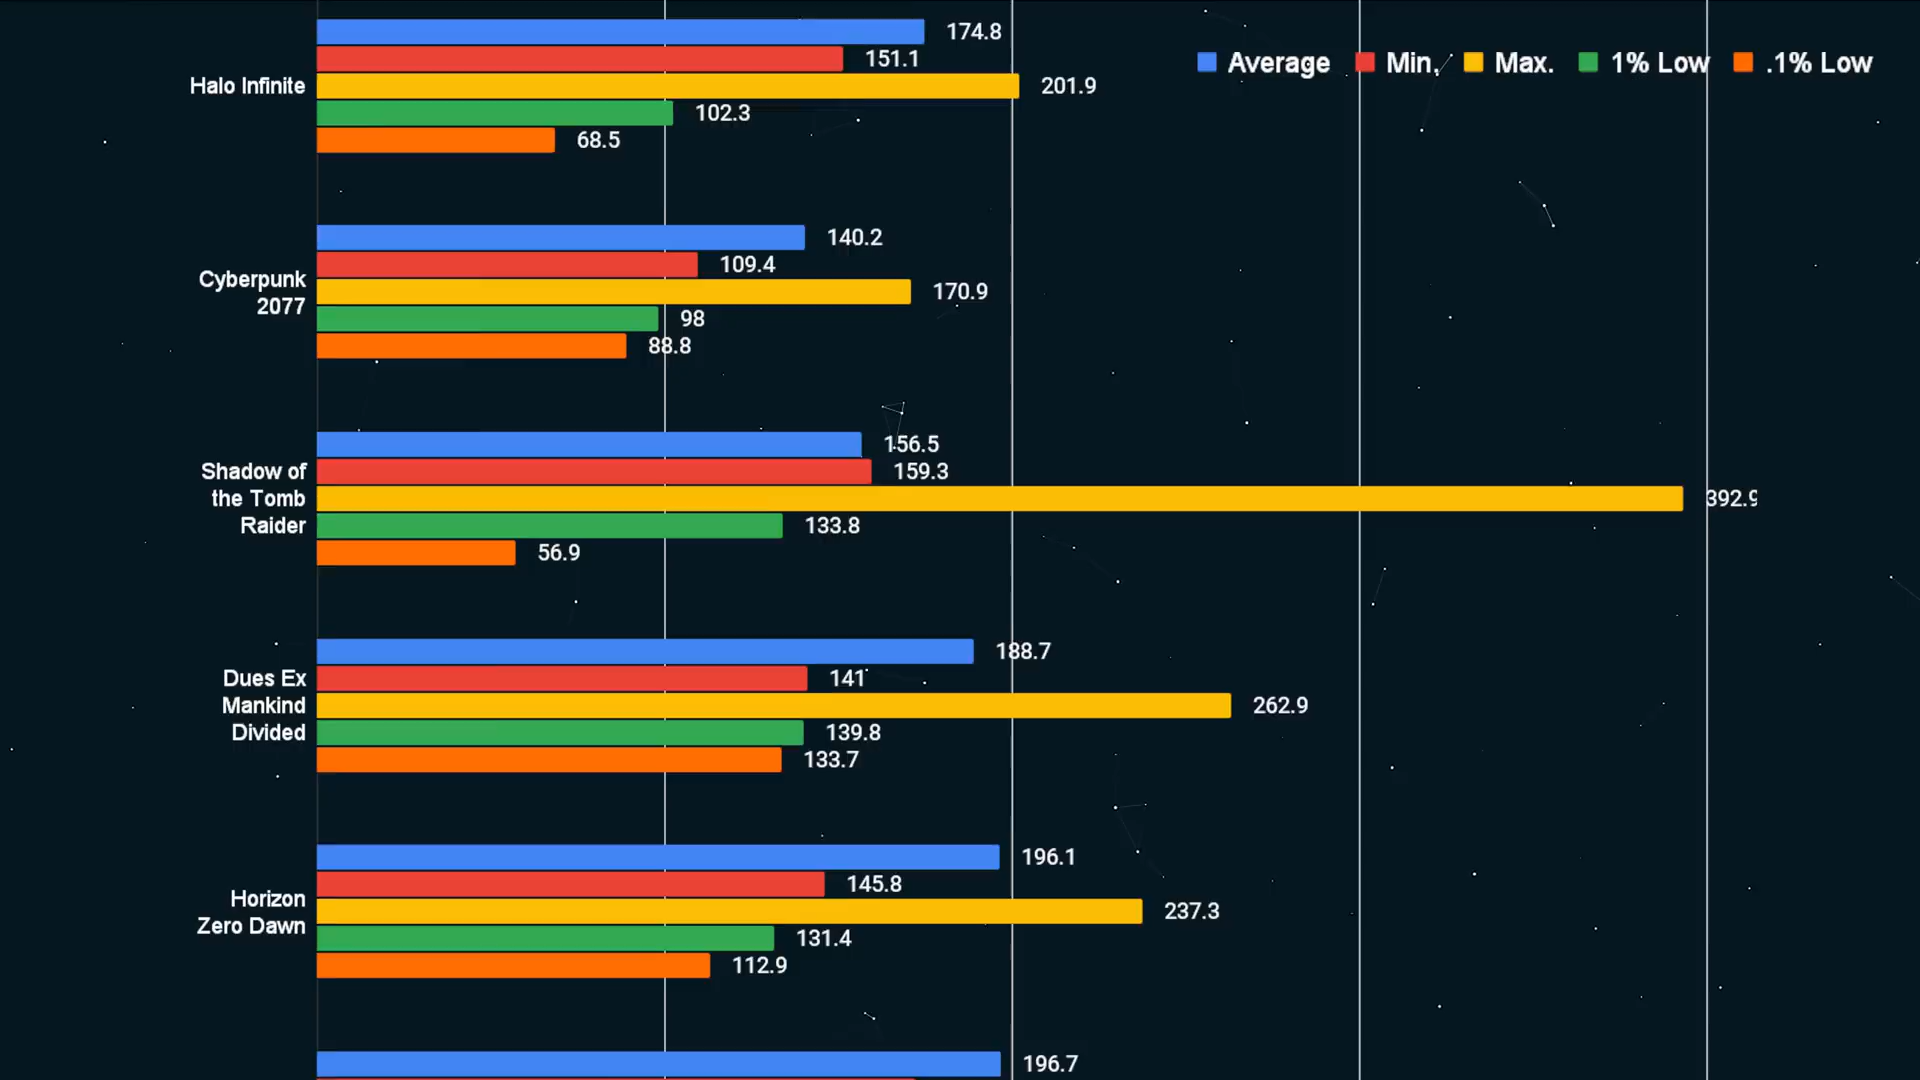 174.8
151.1
Halo Infinite
201.9
102.3
68.5
Average Min. Max. 1% Low .1% Low
140.2
109.4
Cyberpunk
2077
170.9
98
88.8
156.5
159.3
Shadow of
the Tomb
Raider
392.9
133.8
56.9
188.7
141
Dues Ex
Mankind
Divided
262.9
139.8
133.7
196.1
145.8
Horizon
Zero Dawn
237.3
131.4
112.9
196.7